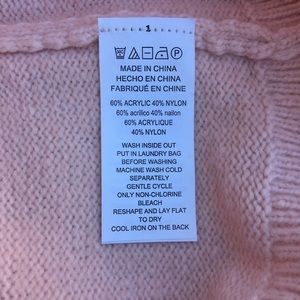 1
MADE IN CHINA
HECHO EN CHINA
FABRIQUÉ EN CHINE
60% ACRYLIC 40% NYLON
60% acrilico 40% nailon
60% ACRYLIQUE
40% NYLON
WASH INSIDE OUT
PUT IN LAUNDRY BAG
BEFORE WASHING
MACHINE WASH COLD
SEPARATELY
GENTLE CYCLE
ONLY NON-CHLORINE
BLEACH
RESHAPE AND LAY FLAT
TO DRY
COOL IRON ON THE BACK